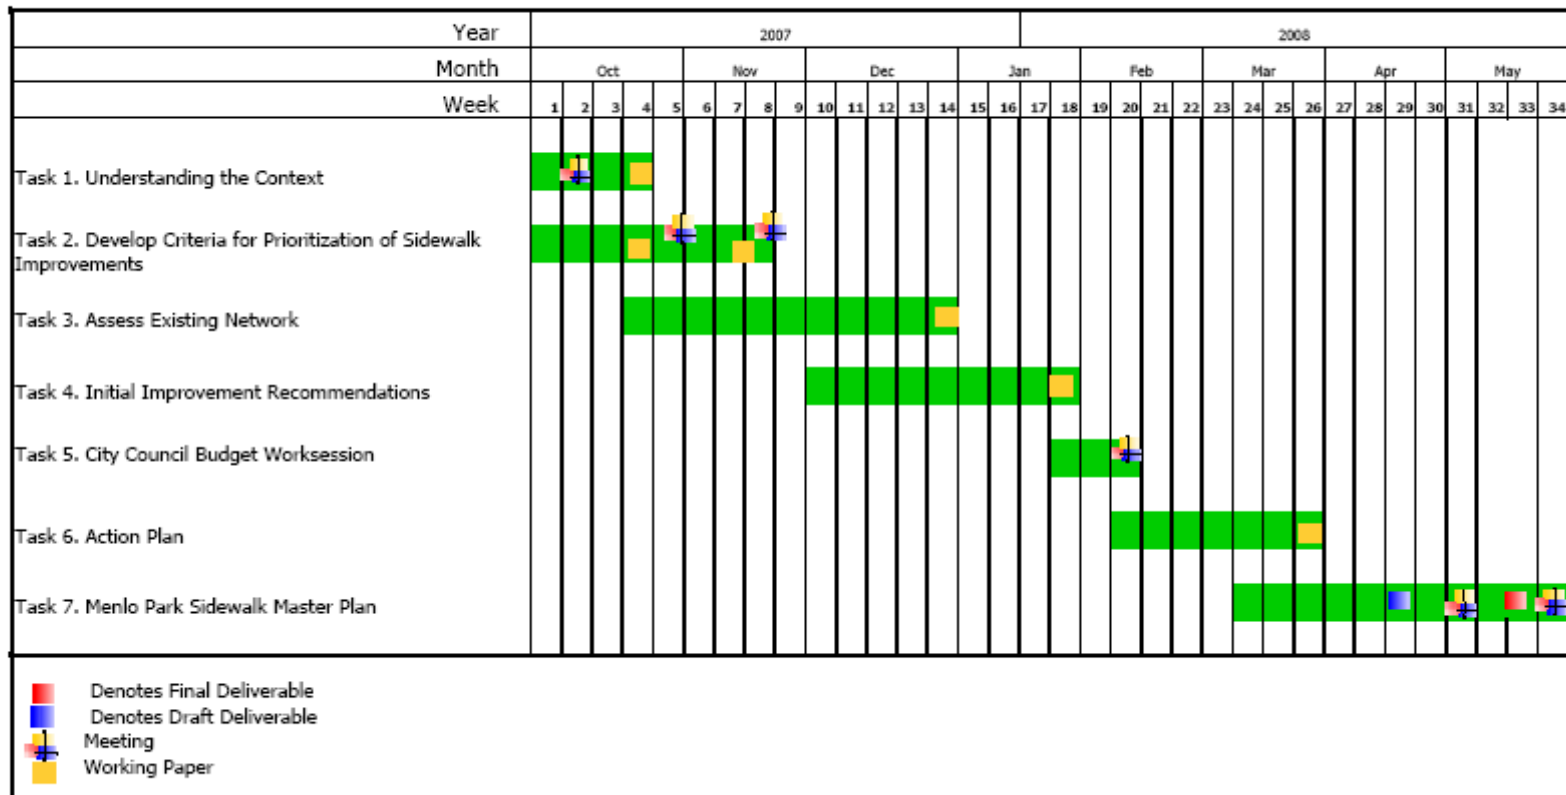 Year 2007 2008
Month Oct Nov Dec Jan Feb Mar Apr May
Week 1 2 3 4 5 6 7 8 9 10 11 12 13 14 15 16 17 18 19 20 21 22 23 24 25 26 27 28 29 30 31 32 33 34
Task 1. Understanding the Context
Task 2. Develop Criteria for Prioritization of Sidewalk
Improvements
Task 3. Assess Existing Network
Task 4. Initial Improvement Recommendations
Task 5. City Council Budget Worksession
Task 6. Action Plan
Task 7. Menlo Park Sidewalk Master Plan
Denotes Final Deliverable
Denotes Draft Deliverable
Meeting
Working Paper